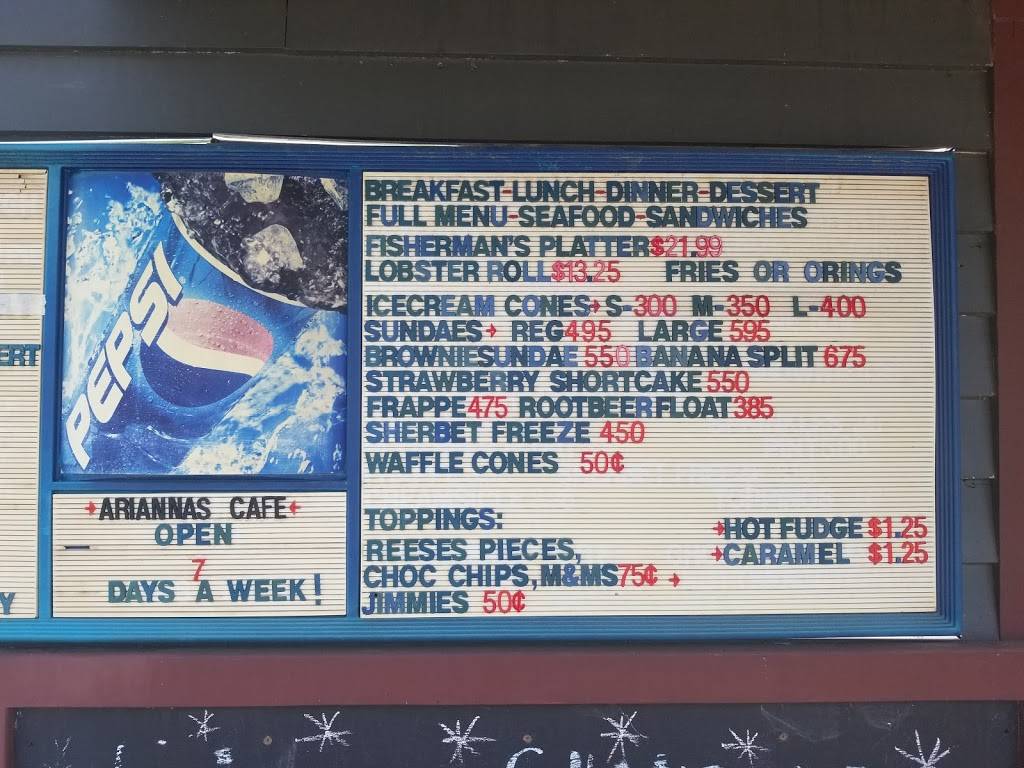 ERT
Y
PEPSI
➔ARIANNAS CAFE←
OPEN
7
DAYS A WEEK!
BREAKFAST-LUNCH-DINNER-DESSERT
FULL MENU-SEAFOOD-SANDWICHES
FISHERMAN'S PLATTER$21.99
LOBSTER ROLL$13.25 FRIES OR ORINGS
ICECREAM CONES➔ S-300 M-350 L-400
SUNDAES➔ REG495 LARGE 595
BROWNIESUNDAE 550 BANANA SPLIT 675
STRAWBERRY SHORTCAKE 550
FRAPPE475 ROOTBEERFLOAT385
SHERBET FREEZE 450
WAFFLE CONES 50¢
TOPPINGS: ➔HOT FUDGE $1.25
REESES PIECES, ➔CARAMEL $1.25
CHOC CHIPS, M&MS75¢ ➔
JIMMIES 50¢